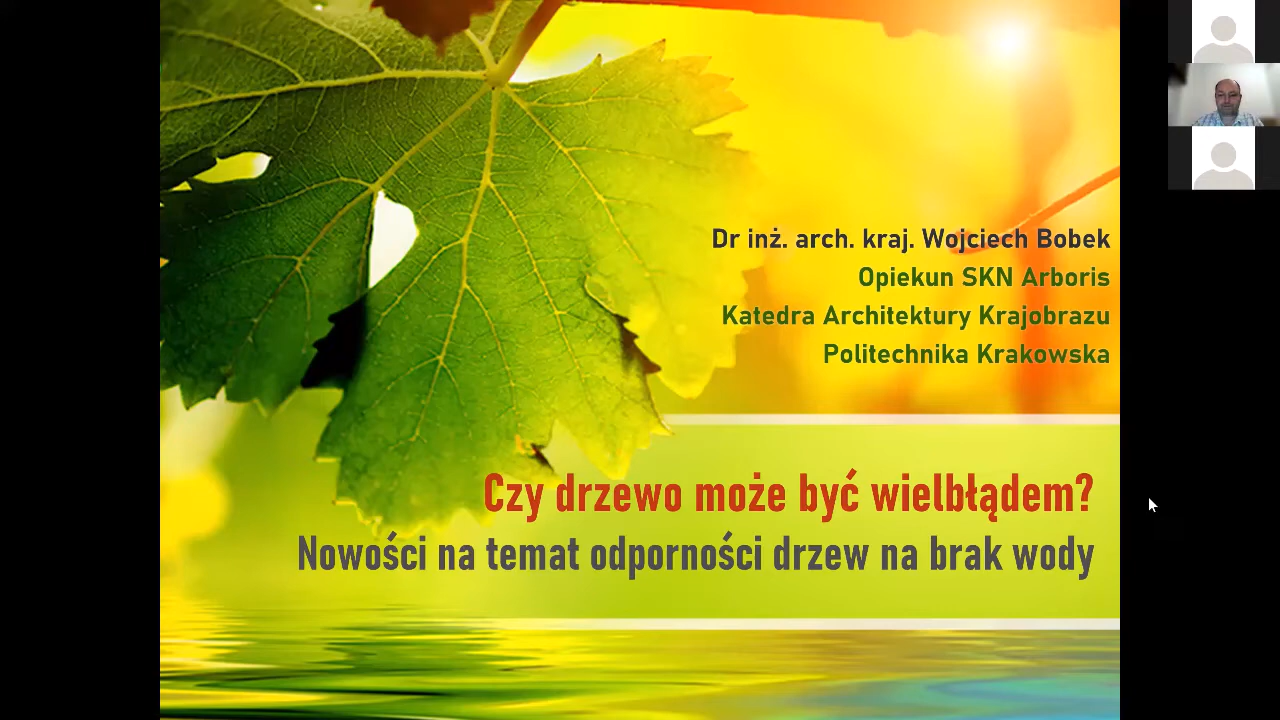 Dr inż. arch. kraj. Wojciech Bobek
Opiekun SKN Arboris
Katedra Architektury Krajobrazu
Politechnika Krakowska
Czy drzewo może być wielbłądem?
Nowości na temat odporności drzew na brak wody